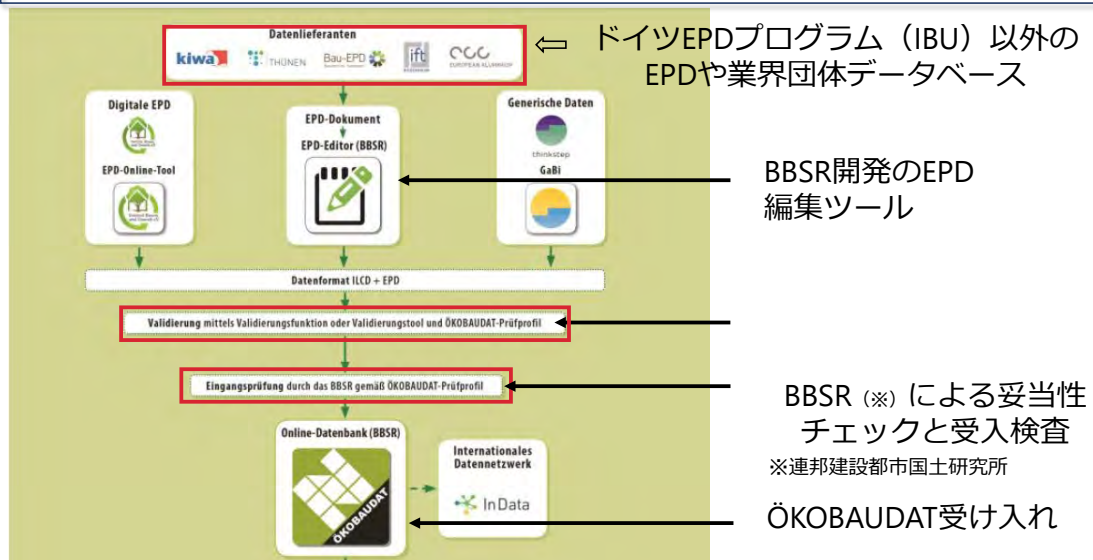 Datenlieferanten
kiwa
THÜNEN
Bau-EPD
ift
ROSENHEIM
EUROPEAN ALUMINIUM
⇦ ドイツEPDプログラム(IBU)以外の
EPDや業界団体データベース
Digitale EPD
EPD-Online-Tool
EPD-Dokument
EPD-Editor (BBSR)
Generische Daten
thinkstep
GaBi
BBSR開発のEPD
編集ツール
Datenformat ILCD + EPD
Validierung mittels Validierungsfunktion oder Validierungstool und ÖKOBAUDAT-Prüfprofil
Eingangsprüfung durch das BBSR gemäß ÖKOBAUDAT-Prüfprofil
BBSR (※) による妥当性
チェックと受入検査
※連邦建設都市国土研究所
Online-Datenbank (BBSR)
ÖKOBAUDAT
Internationales
Datennetzwerk
InData
ÖKOBAUDAT受け入れ